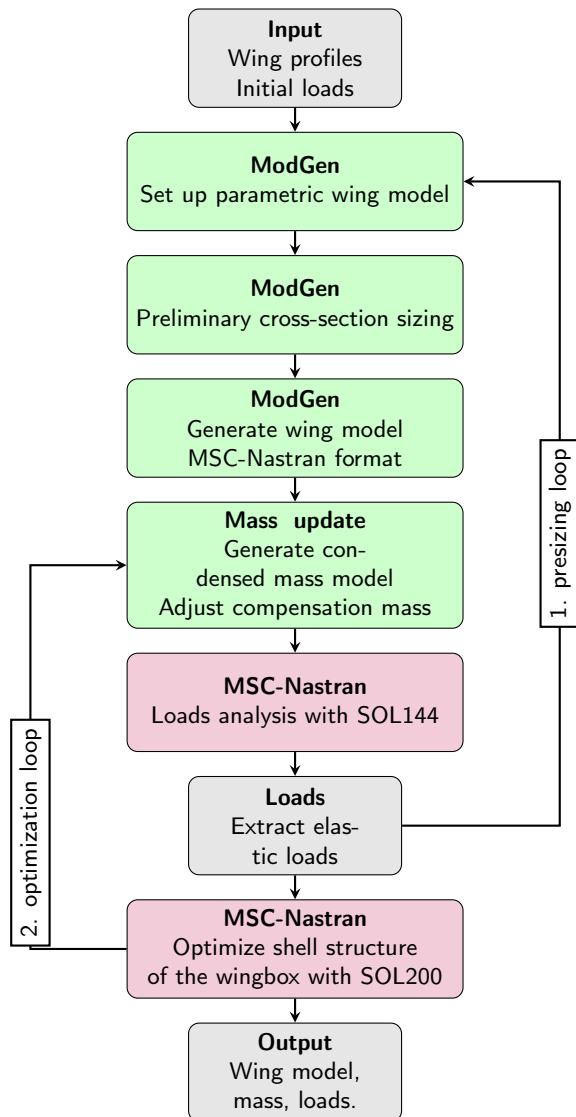 Input
Wing profiles
Initial loads
ModGen
Set up parametric wing model
ModGen
Preliminary cross-section sizing
ModGen
Generate wing model
MSC-Nastran format
Mass update
Generate con-
densed mass model
Adjust compensation mass
MSC-Nastran
Loads analysis with SOL144
Loads
Extract elas-
tic loads
MSC-Nastran
Optimize shell structure
of the wingbox with SOL200
Output
Wing model,
mass, loads.
1. presizing loop
2. optimization loop